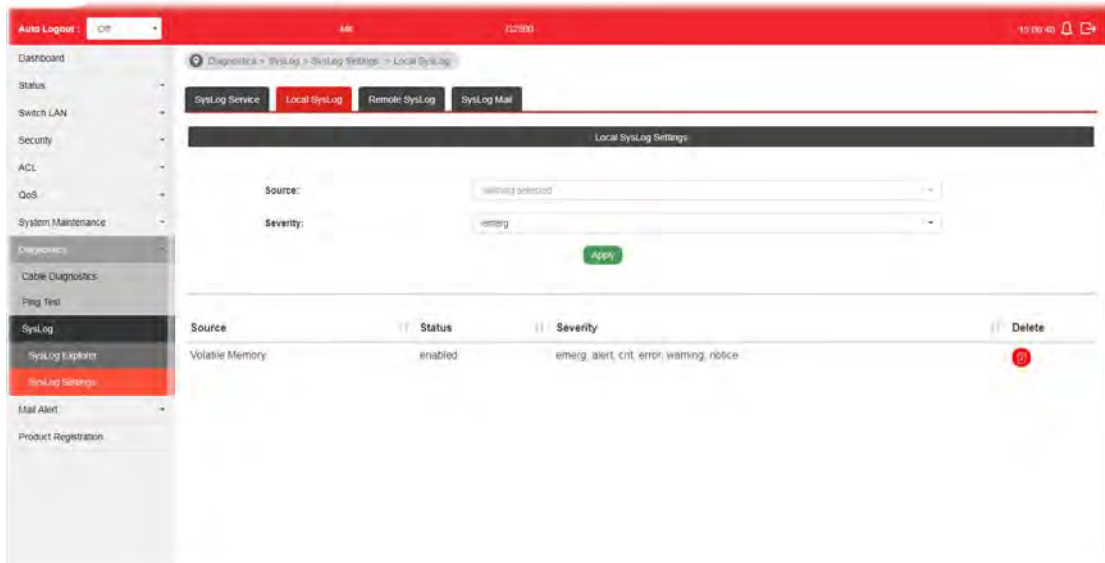 Auto Logout : Off
G2500
15:06:48
Dashboard
Status
Switch LAN
Security
ACL
QoS
System Maintenance
Diagnostics
Cable Diagnostics
Ping Test
SysLog
SysLog Explorer
SysLog Settings
Mail Alert
Product Registration
Diagnostics > SysLog > SysLog Settings > Local SysLog
SysLog Service Local SysLog Remote SysLog SysLog Mail
Local SysLog Settings
Source: nothing selected
Severity: emerg
Apply
Source Status Severity Delete
Volatile Memory enabled emerg, alert, crit, error, warning, notice